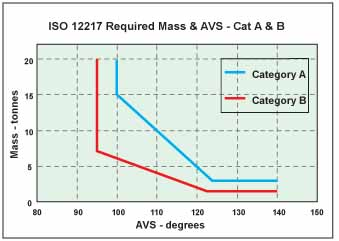 ISO 12217 Required Mass & AVS - Cat A & B
20
15
10
5
0
Mass - tonnes
Category A
Category B
80 90 100 110 120 130 140 150
AVS - degrees